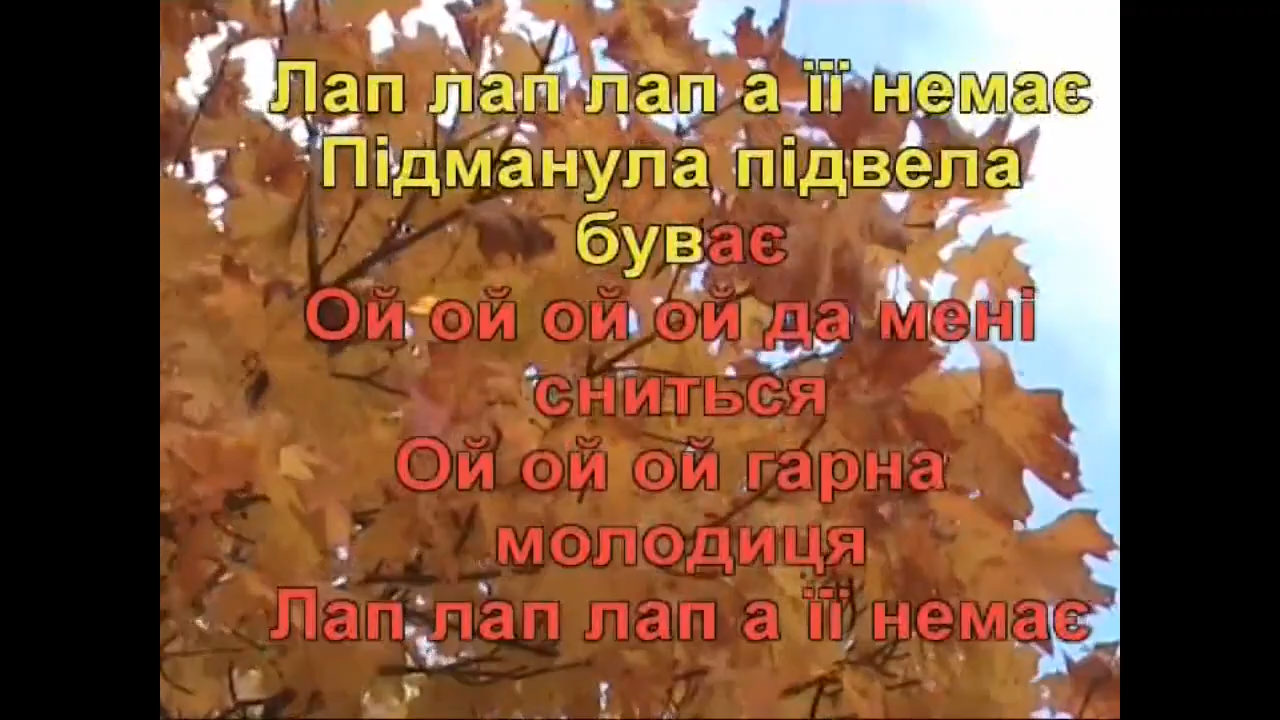 Лап лап лап а її немає
Підманула підвела
буває
Ой ой ой ой да мені
сниться
Ой ой ой гарна
молодиця
Лап лап лап а її немає